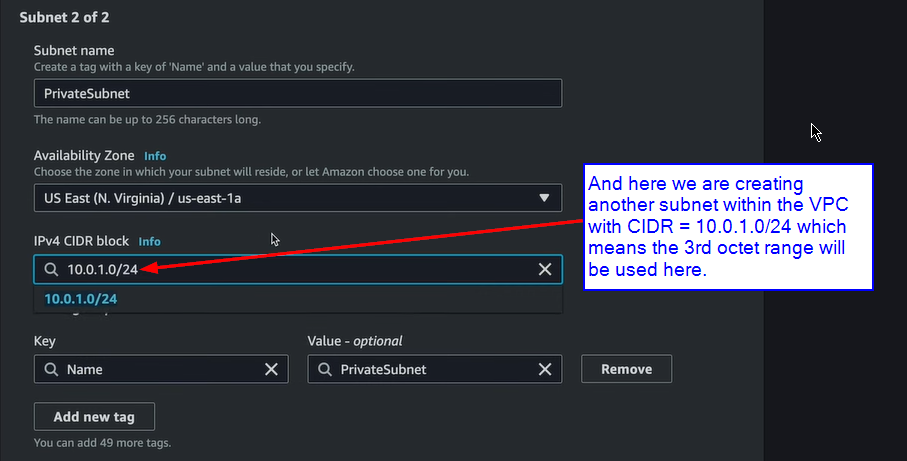 Subnet 2 of 2
Subnet name
Create a tag with a key of 'Name' and a value that you specify.
PrivateSubnet
The name can be up to 256 characters long.
Availability Zone Info
Choose the zone in which your subnet will reside, or let Amazon choose one for you.
US East (N. Virginia) / us-east-1a
IPv4 CIDR block Info
10.0.1.0/24
10.0.1.0/24
And here we are creating
another subnet within the VPC
with CIDR = 10.0.1.0/24 which
means the 3rd octet range will
be used here.
Key
Value - optional
Name
PrivateSubnet
Remove
Add new tag
You can add 49 more tags.